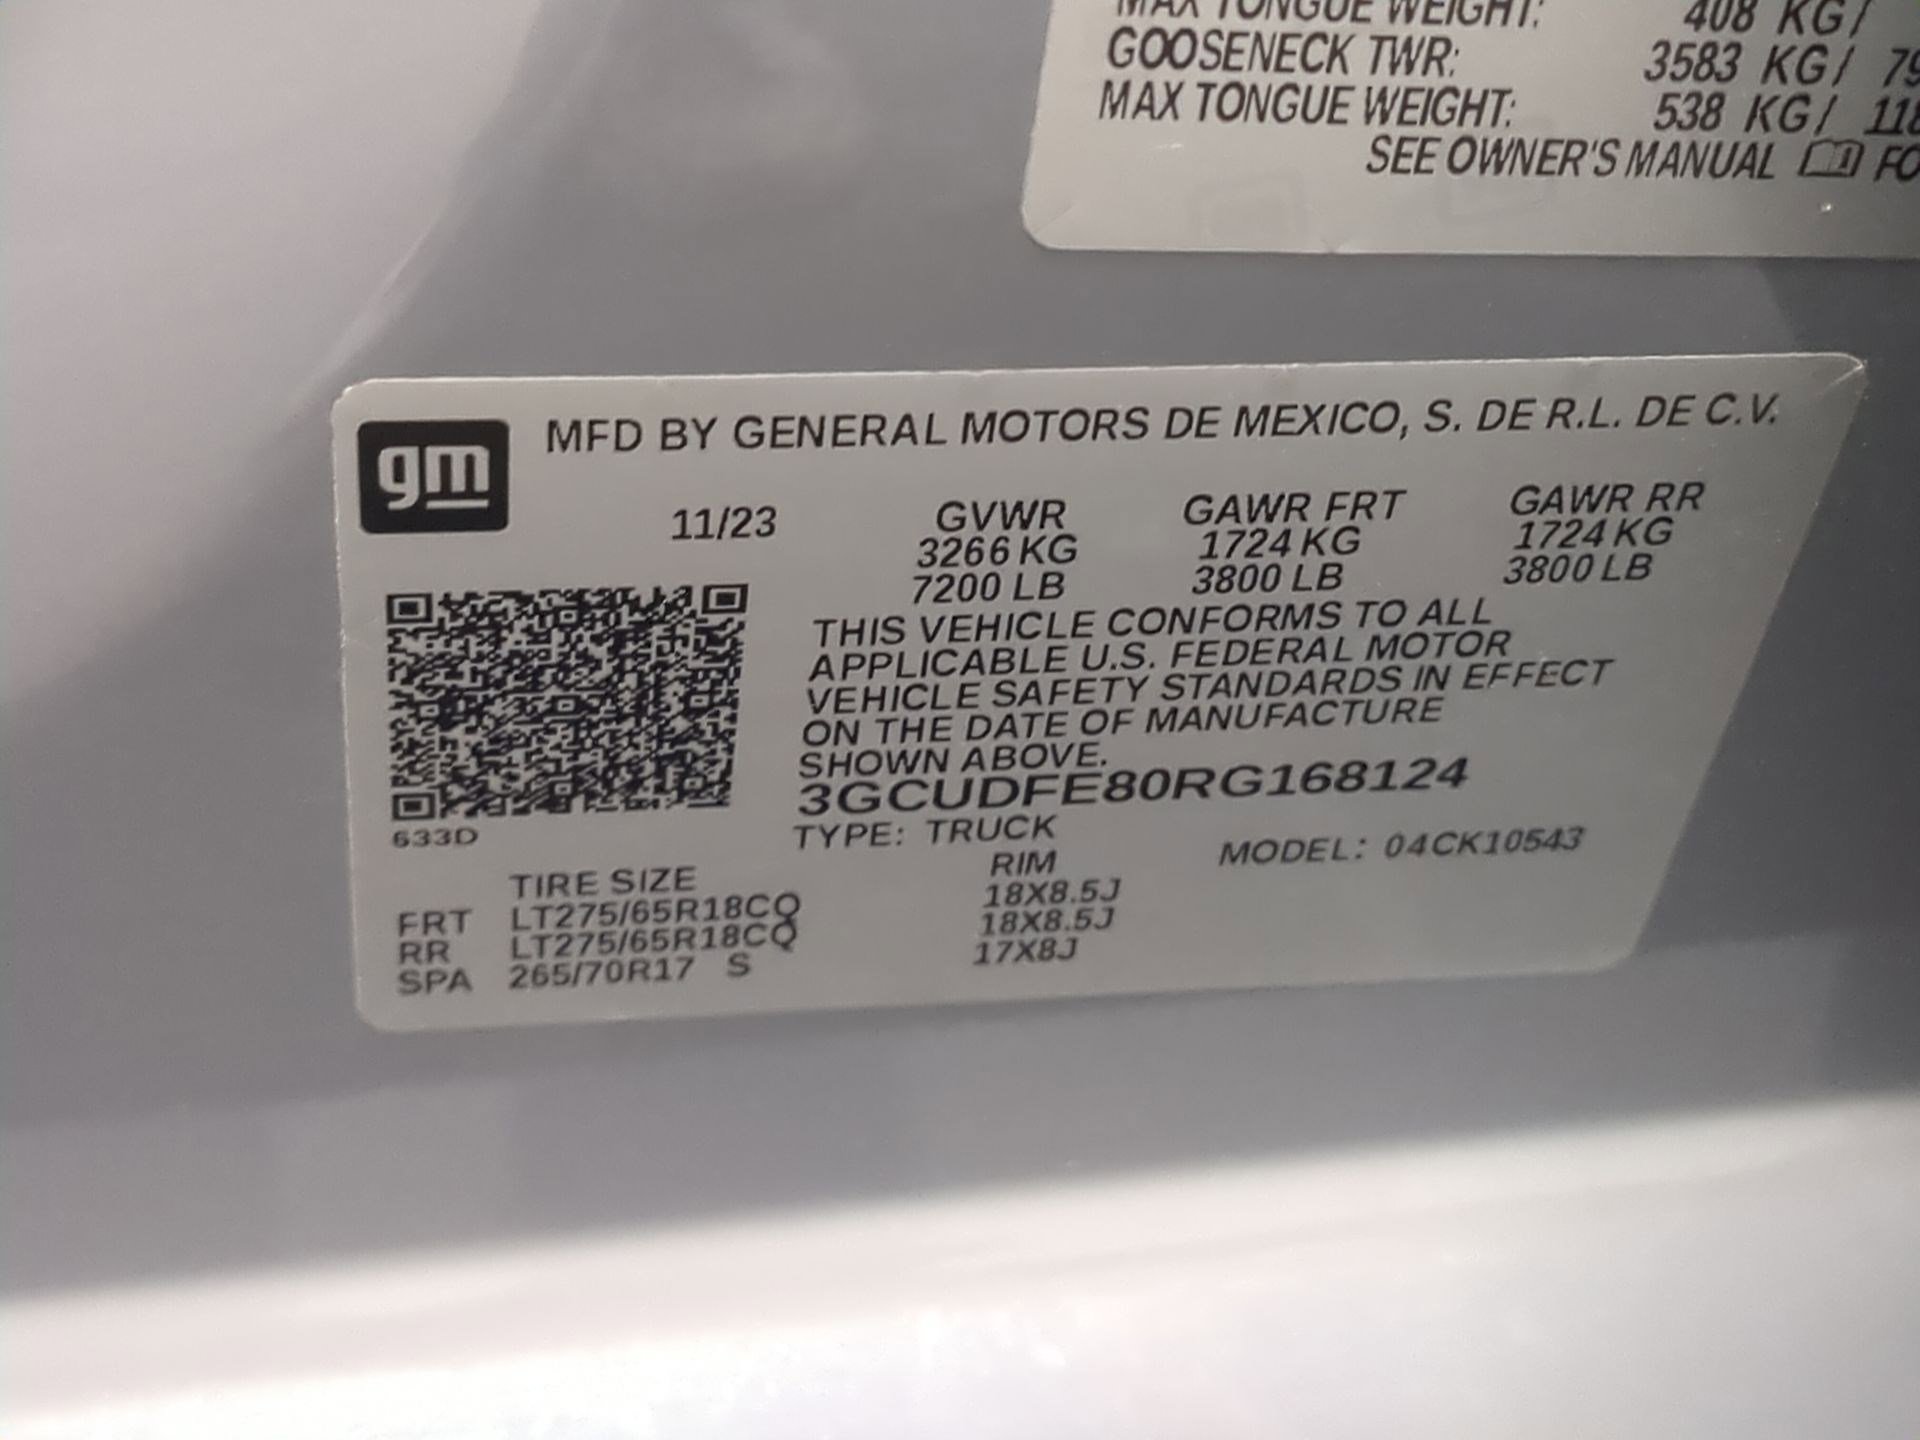 MAX TONGUE WEIGHT: 408 KG/
GOOSENECK TWR: 3583 KG/ 79
MAX TONGUE WEIGHT: 538 KG/ 118
SEE OWNER'S MANUAL FO
gm
MFD BY GENERAL MOTORS DE MEXICO, S. DE R.L. DE C.V.
11/23 GVWR GAWR FRT GAWR RR
3266 KG 1724 KG 1724 KG
7200 LB 3800 LB 3800 LB
THIS VEHICLE CONFORMS TO ALL
APPLICABLE U.S. FEDERAL MOTOR
VEHICLE SAFETY STANDARDS IN EFFECT
ON THE DATE OF MANUFACTURE
SHOWN ABOVE.
3GCUDFE80RG168124
633D
TYPE: TRUCK MODEL: 04CK10543
TIRE SIZE RIM
FRT LT275/65R18CQ 18X8.5J
RR LT275/65R18CQ 18X8.5J
SPA 265/70R17 S 17X8J